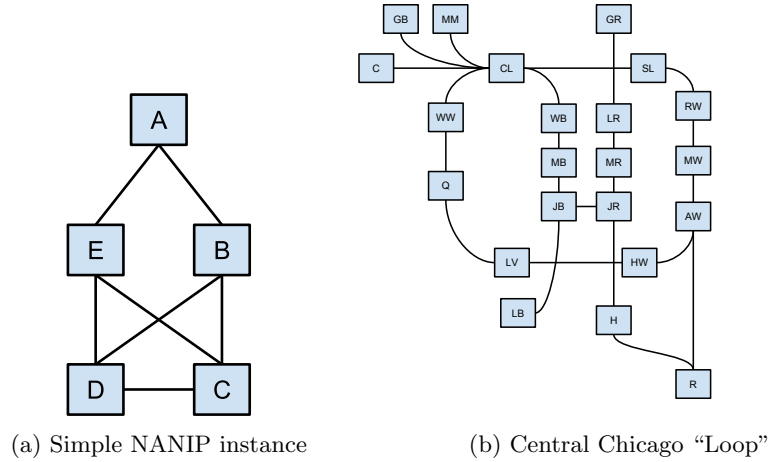 A
E B
D C
(a) Simple NANIP instance
GB MM GR
C CL SL
WW WB LR RW
MB MR MW
Q
JB JR AW
LV HW
LB H
R
(b) Central Chicago “Loop”